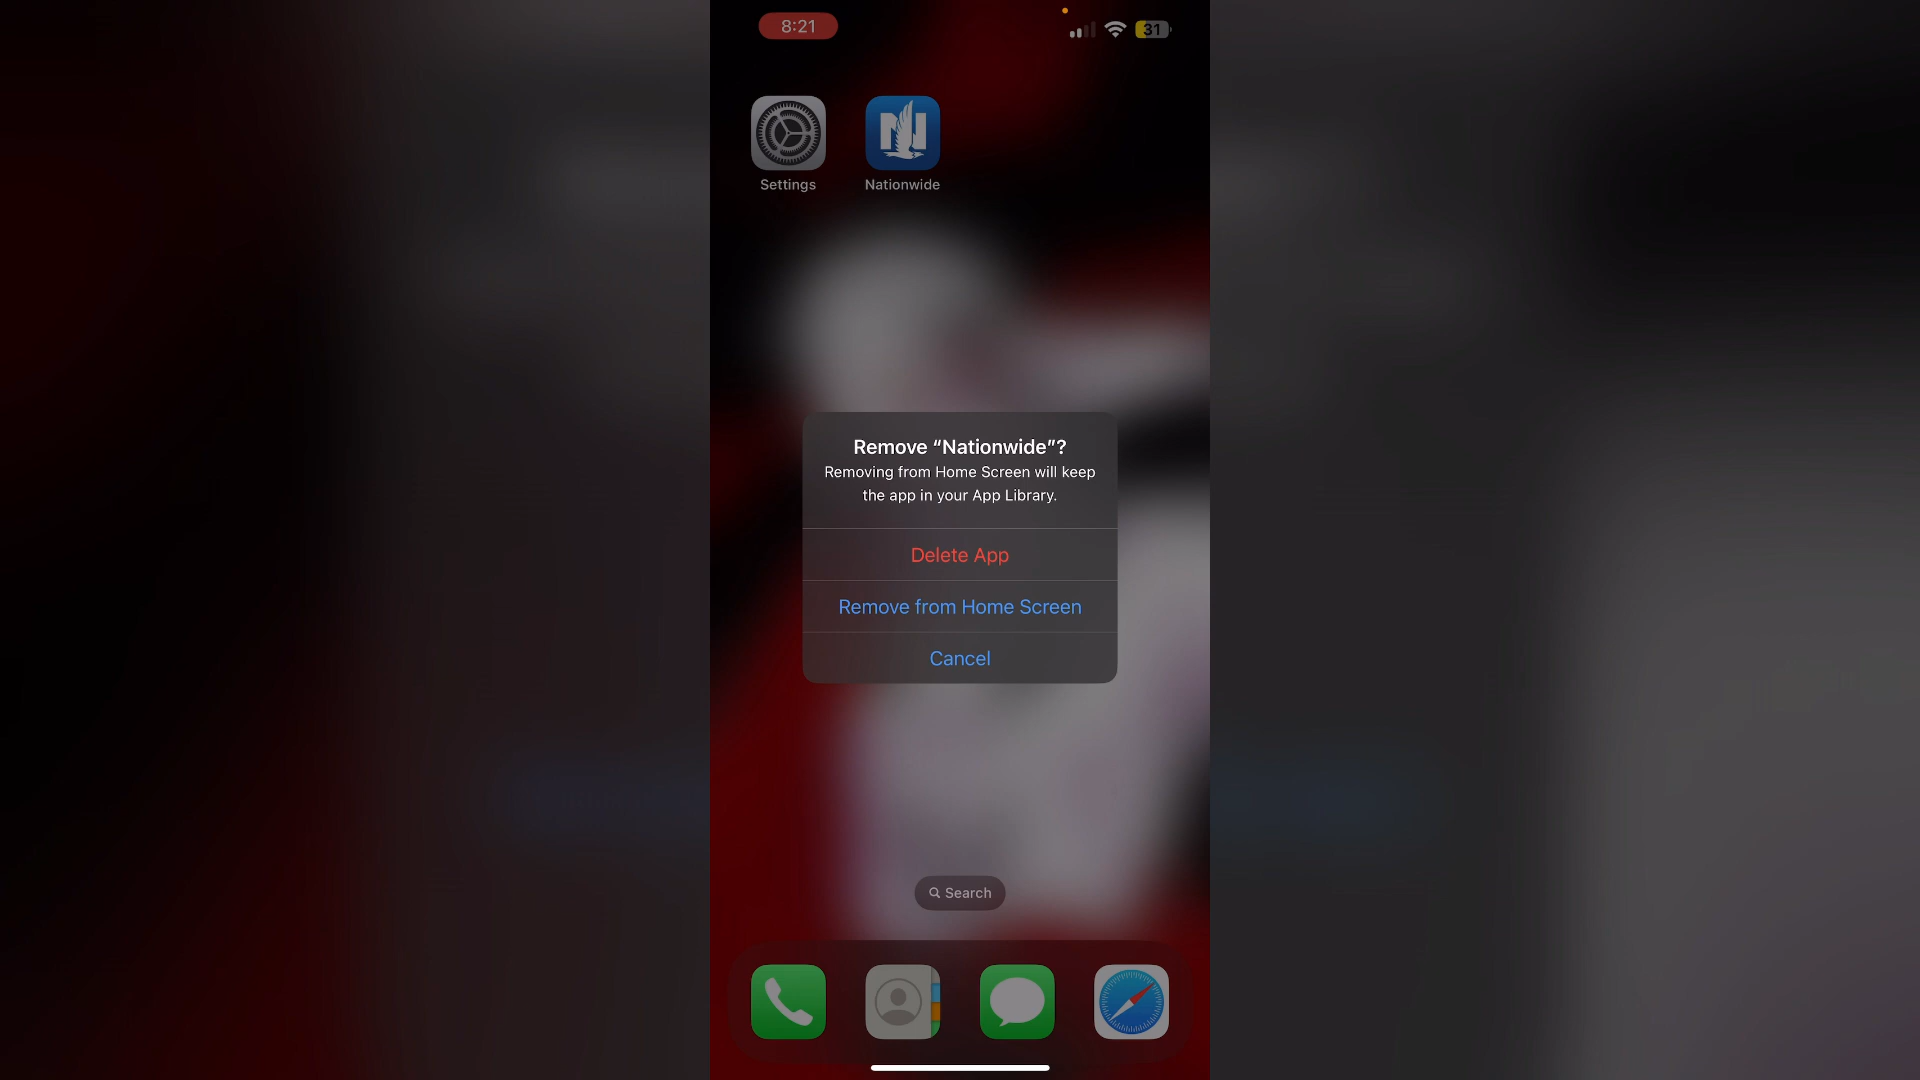 8:21
31
Settings
Nationwide
Remove “Nationwide”?
Removing from Home Screen will keep
the app in your App Library.
Delete App
Remove from Home Screen
Cancel
Search